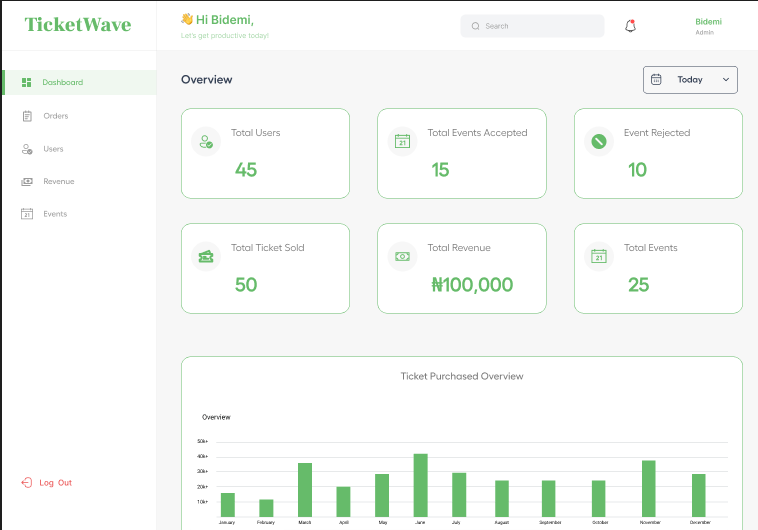 TicketWave
👋 Hi Bidemi,
Let's get productive today!
Search
Bidemi
Admin
Dashboard
Orders
Users
Revenue
21
Events
Log Out
Overview
Today
Total Users
45
21
Total Events Accepted
15
Event Rejected
10
Total Ticket Sold
50
Total Revenue
₦100,000
21
Total Events
25
Ticket Purchased Overview
Overview
50k+
40k+
30k+
20k+
10k+
January February March April May June July August September October November December